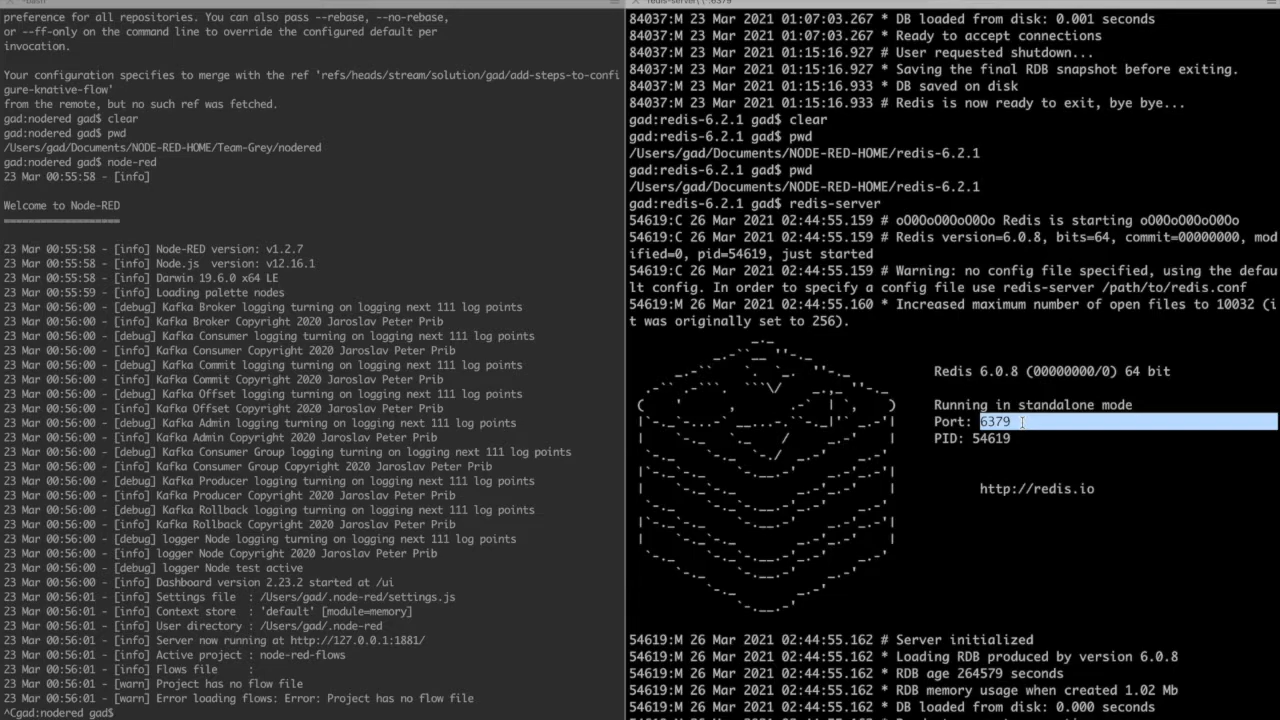 preference for all repositories. You can also pass --rebase, --no-rebase,
or --ff-only on the command line to override the configured default per
invocation.
Your configuration specifies to merge with the ref 'refs/heads/stream/solution/gad/add-steps-to-confi
gure-knative-flow'
from the remote, but no such ref was fetched.
gad:nodered gad$ clear
gad:nodered gad$ pwd
/Users/gad/Documents/NODE-RED-HOME/Team-Grey/nodered
gad:nodered gad$ node-red
23 Mar 00:55:58 - [info]
Welcome to Node-RED
===================
23 Mar 00:55:58 - [info] Node-RED version: v1.2.7
23 Mar 00:55:58 - [info] Node.js  version: v12.16.1
23 Mar 00:55:58 - [info] Darwin 19.6.0 x64 LE
23 Mar 00:55:59 - [info] Loading palette nodes
23 Mar 00:56:00 - [debug] Kafka Broker logging turning on logging next 111 log points
23 Mar 00:56:00 - [info] Kafka Broker Copyright 2020 Jaroslav Peter Prib
23 Mar 00:56:00 - [debug] Kafka Consumer logging turning on logging next 111 log points
23 Mar 00:56:00 - [info] Kafka Consumer Copyright 2020 Jaroslav Peter Prib
23 Mar 00:56:00 - [debug] Kafka Commit logging turning on logging next 111 log points
23 Mar 00:56:00 - [info] Kafka Commit Copyright 2020 Jaroslav Peter Prib
23 Mar 00:56:00 - [debug] Kafka Offset logging turning on logging next 111 log points
23 Mar 00:56:00 - [info] Kafka Offset Copyright 2020 Jaroslav Peter Prib
23 Mar 00:56:00 - [debug] Kafka Admin logging turning on logging next 111 log points
23 Mar 00:56:00 - [info] Kafka Admin Copyright 2020 Jaroslav Peter Prib
23 Mar 00:56:00 - [debug] Kafka Consumer Group logging turning on logging next 111 log points
23 Mar 00:56:00 - [info] Kafka Consumer Group Copyright 2020 Jaroslav Peter Prib
23 Mar 00:56:00 - [debug] Kafka Producer logging turning on logging next 111 log points
23 Mar 00:56:00 - [info] Kafka Producer Copyright 2020 Jaroslav Peter Prib
23 Mar 00:56:00 - [debug] Kafka Rollback logging turning on logging next 111 log points
23 Mar 00:56:00 - [info] Kafka Rollback Copyright 2020 Jaroslav Peter Prib
23 Mar 00:56:00 - [debug] logger Node logging turning on logging next 111 log points
23 Mar 00:56:00 - [info] logger Node Copyright 2020 Jaroslav Peter Prib
23 Mar 00:56:00 - [debug] logger Node test active
23 Mar 00:56:00 - [info] Dashboard version 2.23.2 started at /ui
23 Mar 00:56:01 - [info] Settings file  : /Users/gad/.node-red/settings.js
23 Mar 00:56:01 - [info] Context store  : 'default' [module=memory]
23 Mar 00:56:01 - [info] User directory : /Users/gad/.node-red
23 Mar 00:56:01 - [info] Server now running at http://127.0.0.1:1881/
23 Mar 00:56:01 - [info] Active project : node-red-flows
23 Mar 00:56:01 - [info] Flows file     :
23 Mar 00:56:01 - [warn] Project has no flow file
23 Mar 00:56:01 - [warn] Error loading flows: Error: Project has no flow file
^Cgad:nodered gad$
84037:M 23 Mar 2021 01:07:03.267 * DB loaded from disk: 0.001 seconds
84037:M 23 Mar 2021 01:07:03.267 * Ready to accept connections
84037:M 23 Mar 2021 01:15:16.927 # User requested shutdown...
84037:M 23 Mar 2021 01:15:16.927 * Saving the final RDB snapshot before exiting.
84037:M 23 Mar 2021 01:15:16.933 * DB saved on disk
84037:M 23 Mar 2021 01:15:16.933 # Redis is now ready to exit, bye bye...
gad:redis-6.2.1 gad$ clear
gad:redis-6.2.1 gad$ pwd
/Users/gad/Documents/NODE-RED-HOME/redis-6.2.1
gad:redis-6.2.1 gad$ pwd
/Users/gad/Documents/NODE-RED-HOME/redis-6.2.1
gad:redis-6.2.1 gad$ redis-server
54619:C 26 Mar 2021 02:44:55.159 # oO0OoO0OoO0Oo Redis is starting oO0OoO0OoO0Oo
54619:C 26 Mar 2021 02:44:55.159 # Redis version=6.0.8, bits=64, commit=00000000, mod
ified=0, pid=54619, just started
54619:C 26 Mar 2021 02:44:55.159 # Warning: no config file specified, using the defau
lt config. In order to specify a config file use redis-server /path/to/redis.conf
54619:M 26 Mar 2021 02:44:55.160 * Increased maximum number of open files to 10032 (i
t was originally set to 256).
Redis 6.0.8 (00000000/0) 64 bit
Running in standalone mode
Port: 6379
PID: 54619
http://redis.io
54619:M 26 Mar 2021 02:44:55.162 # Server initialized
54619:M 26 Mar 2021 02:44:55.162 * Loading RDB produced by version 6.0.8
54619:M 26 Mar 2021 02:44:55.162 * RDB age 264579 seconds
54619:M 26 Mar 2021 02:44:55.162 * RDB memory usage when created 1.02 Mb
54619:M 26 Mar 2021 02:44:55.162 * DB loaded from disk: 0.000 seconds